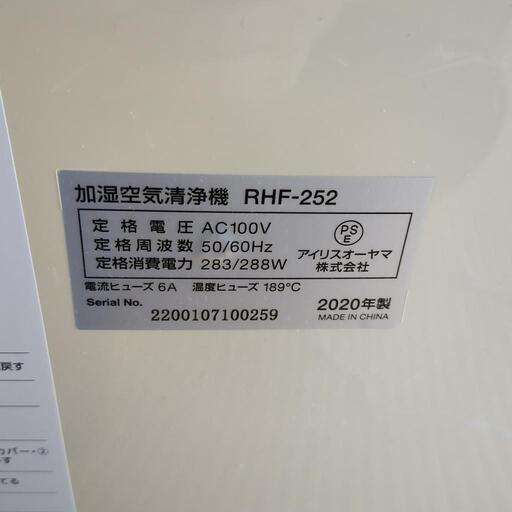 加湿空気清浄機 RHF-252
定格電圧 AC100V
定格周波数 50/60Hz
定格消費電力 283/288W
PS
E
アイリスオーヤマ
株式会社
電流ヒューズ 6A 温度ヒューズ 189℃
Serial No.
2200107100259
2020年製
MADE IN CHINA
戻す
カバー・②
てる